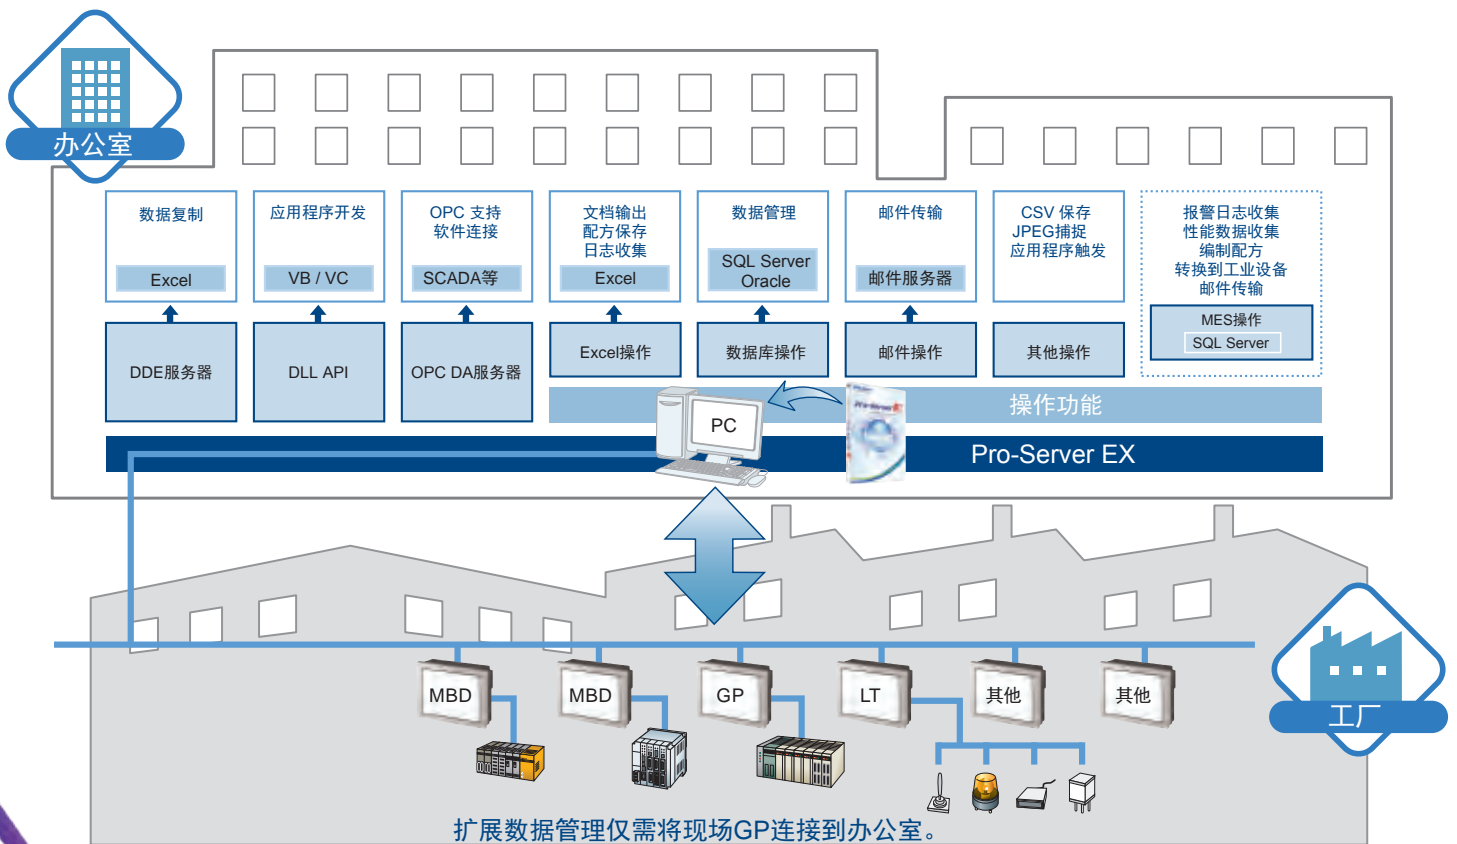 办公室
数据复制
Excel
应用程序开发
VB / VC
OPC 支持
软件连接
SCADA等
文档输出
配方保存
日志收集
Excel
数据管理
SQL Server
Oracle
邮件传输
邮件服务器
CSV 保存
JPEG捕捉
应用程序触发
报警日志收集
性能数据收集
编制配方
转换到工业设备
邮件传输
MES操作
SQL Server
DDE服务器
DLL API
OPC DA服务器
Excel操作
数据库操作
邮件操作
其他操作
操作功能
PC
Pro-Server EX
Pro-Server EX
MBD
MBD
GP
LT
其他
其他
工厂
扩展数据管理仅需将现场GP连接到办公室。